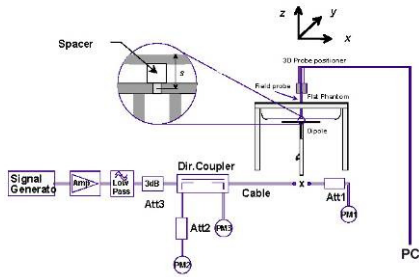 z
y
x
Spacer
s
3D Probe positioner
Field probe
Flat Phantom
Dipole
Dir.Coupler
Signal
Generato
Amp
Low
Pass
3dB
Att3
Cable
x
Att1
Att2
PM3
PM1
PM2
PC